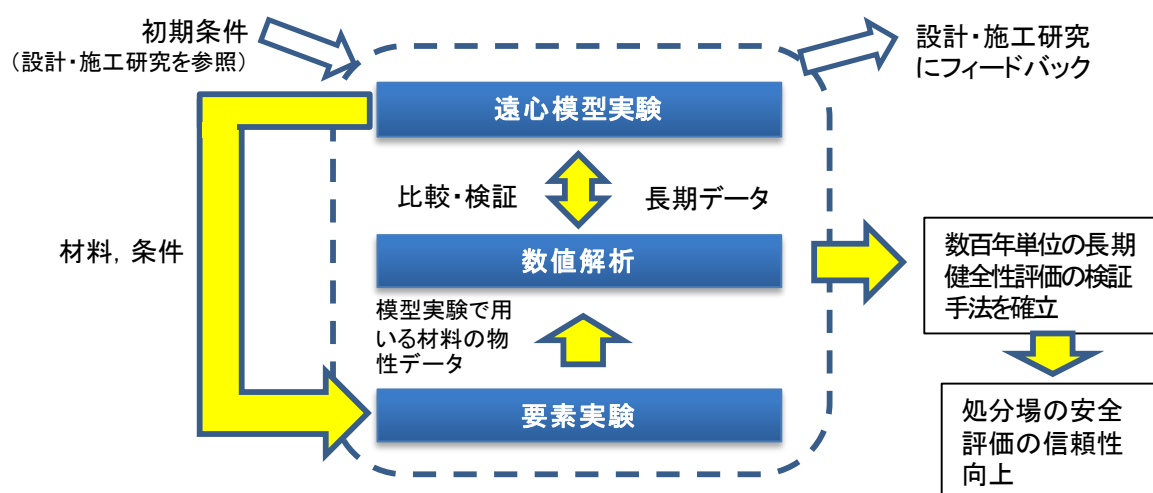 初期条件
（設計・施工研究を参照）
設計・施工研究
にフィードバック
遠心模型実験
比較・検証
長期データ
材料，条件
数値解析
数百年単位の長期
健全性評価の検証
手法を確立
模型実験で用
いる材料の物
性データ
要素実験
処分場の安全
評価の信頼性
向上